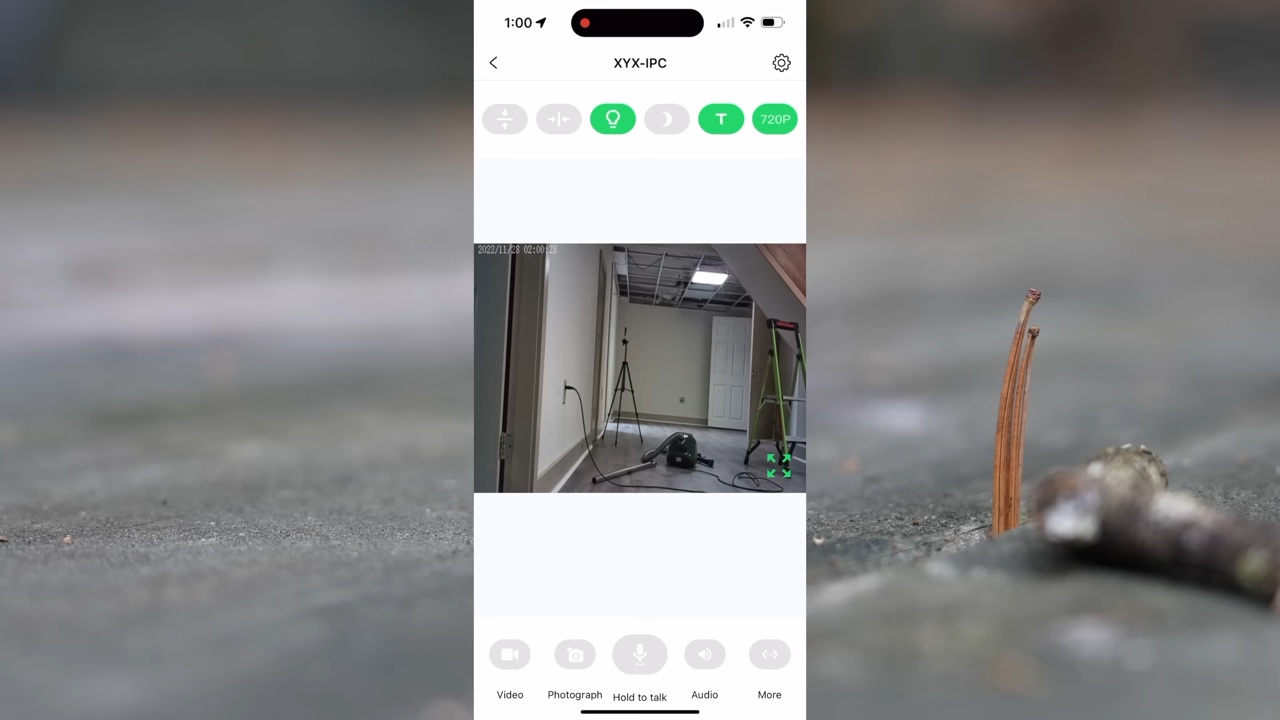 1:00
XYX-IPC
T
720P
2022/11/28 02:00:28
Video
Photograph
Hold to talk
Audio
More